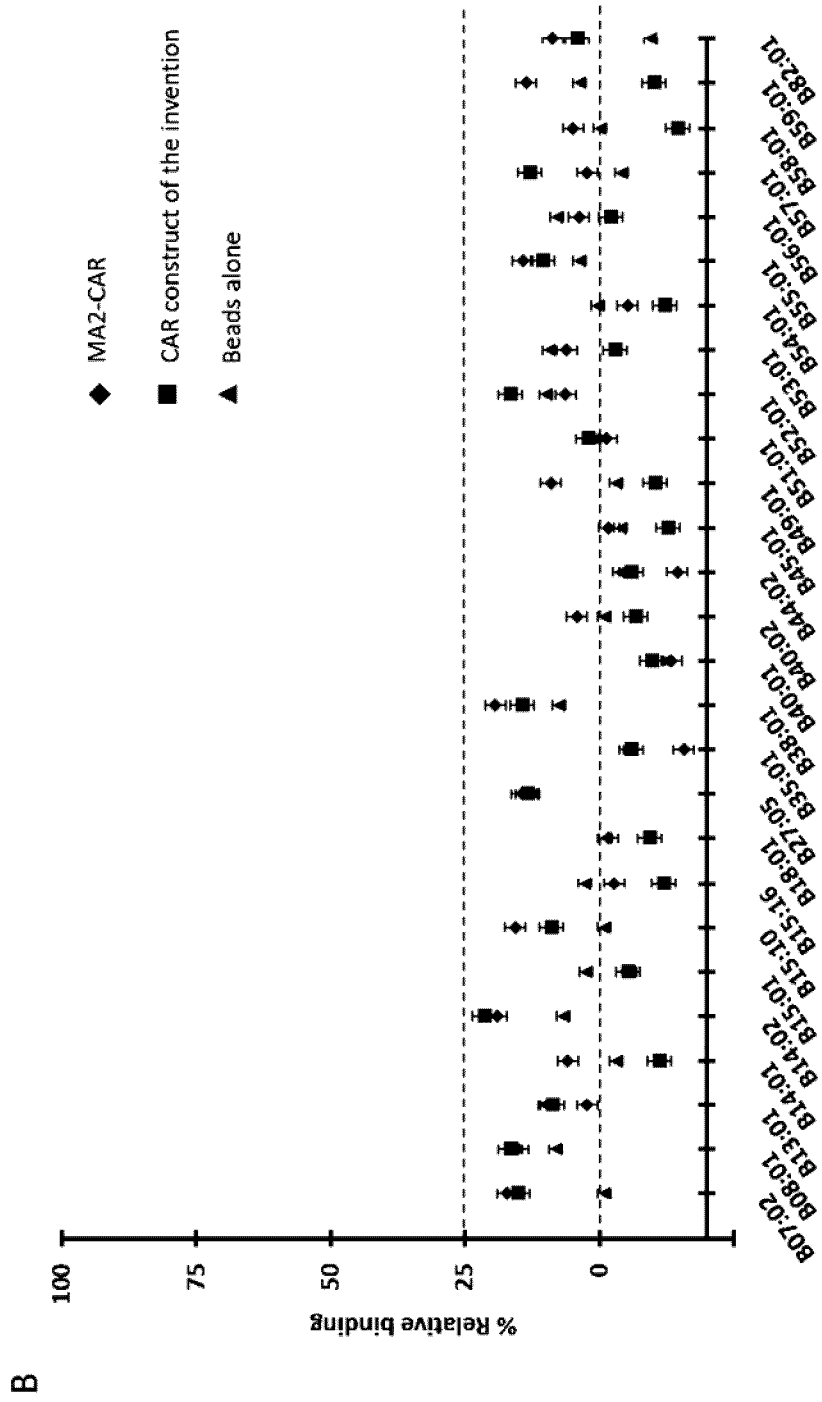 B
MA2-CAR
CAR construct of the invention
Beads alone
% Relative binding
100
75
50
25
0
B07:02
B08:01
B13:01
B14:01
B14:02
B15:01
B15:10
B15:16
B18:01
B27:05
B35:01
B38:01
B40:01
B40:02
B44:02
B45:01
B49:01
B51:01
B52:01
B53:01
B54:01
B55:01
B56:01
B57:01
B58:01
B59:01
B82:01